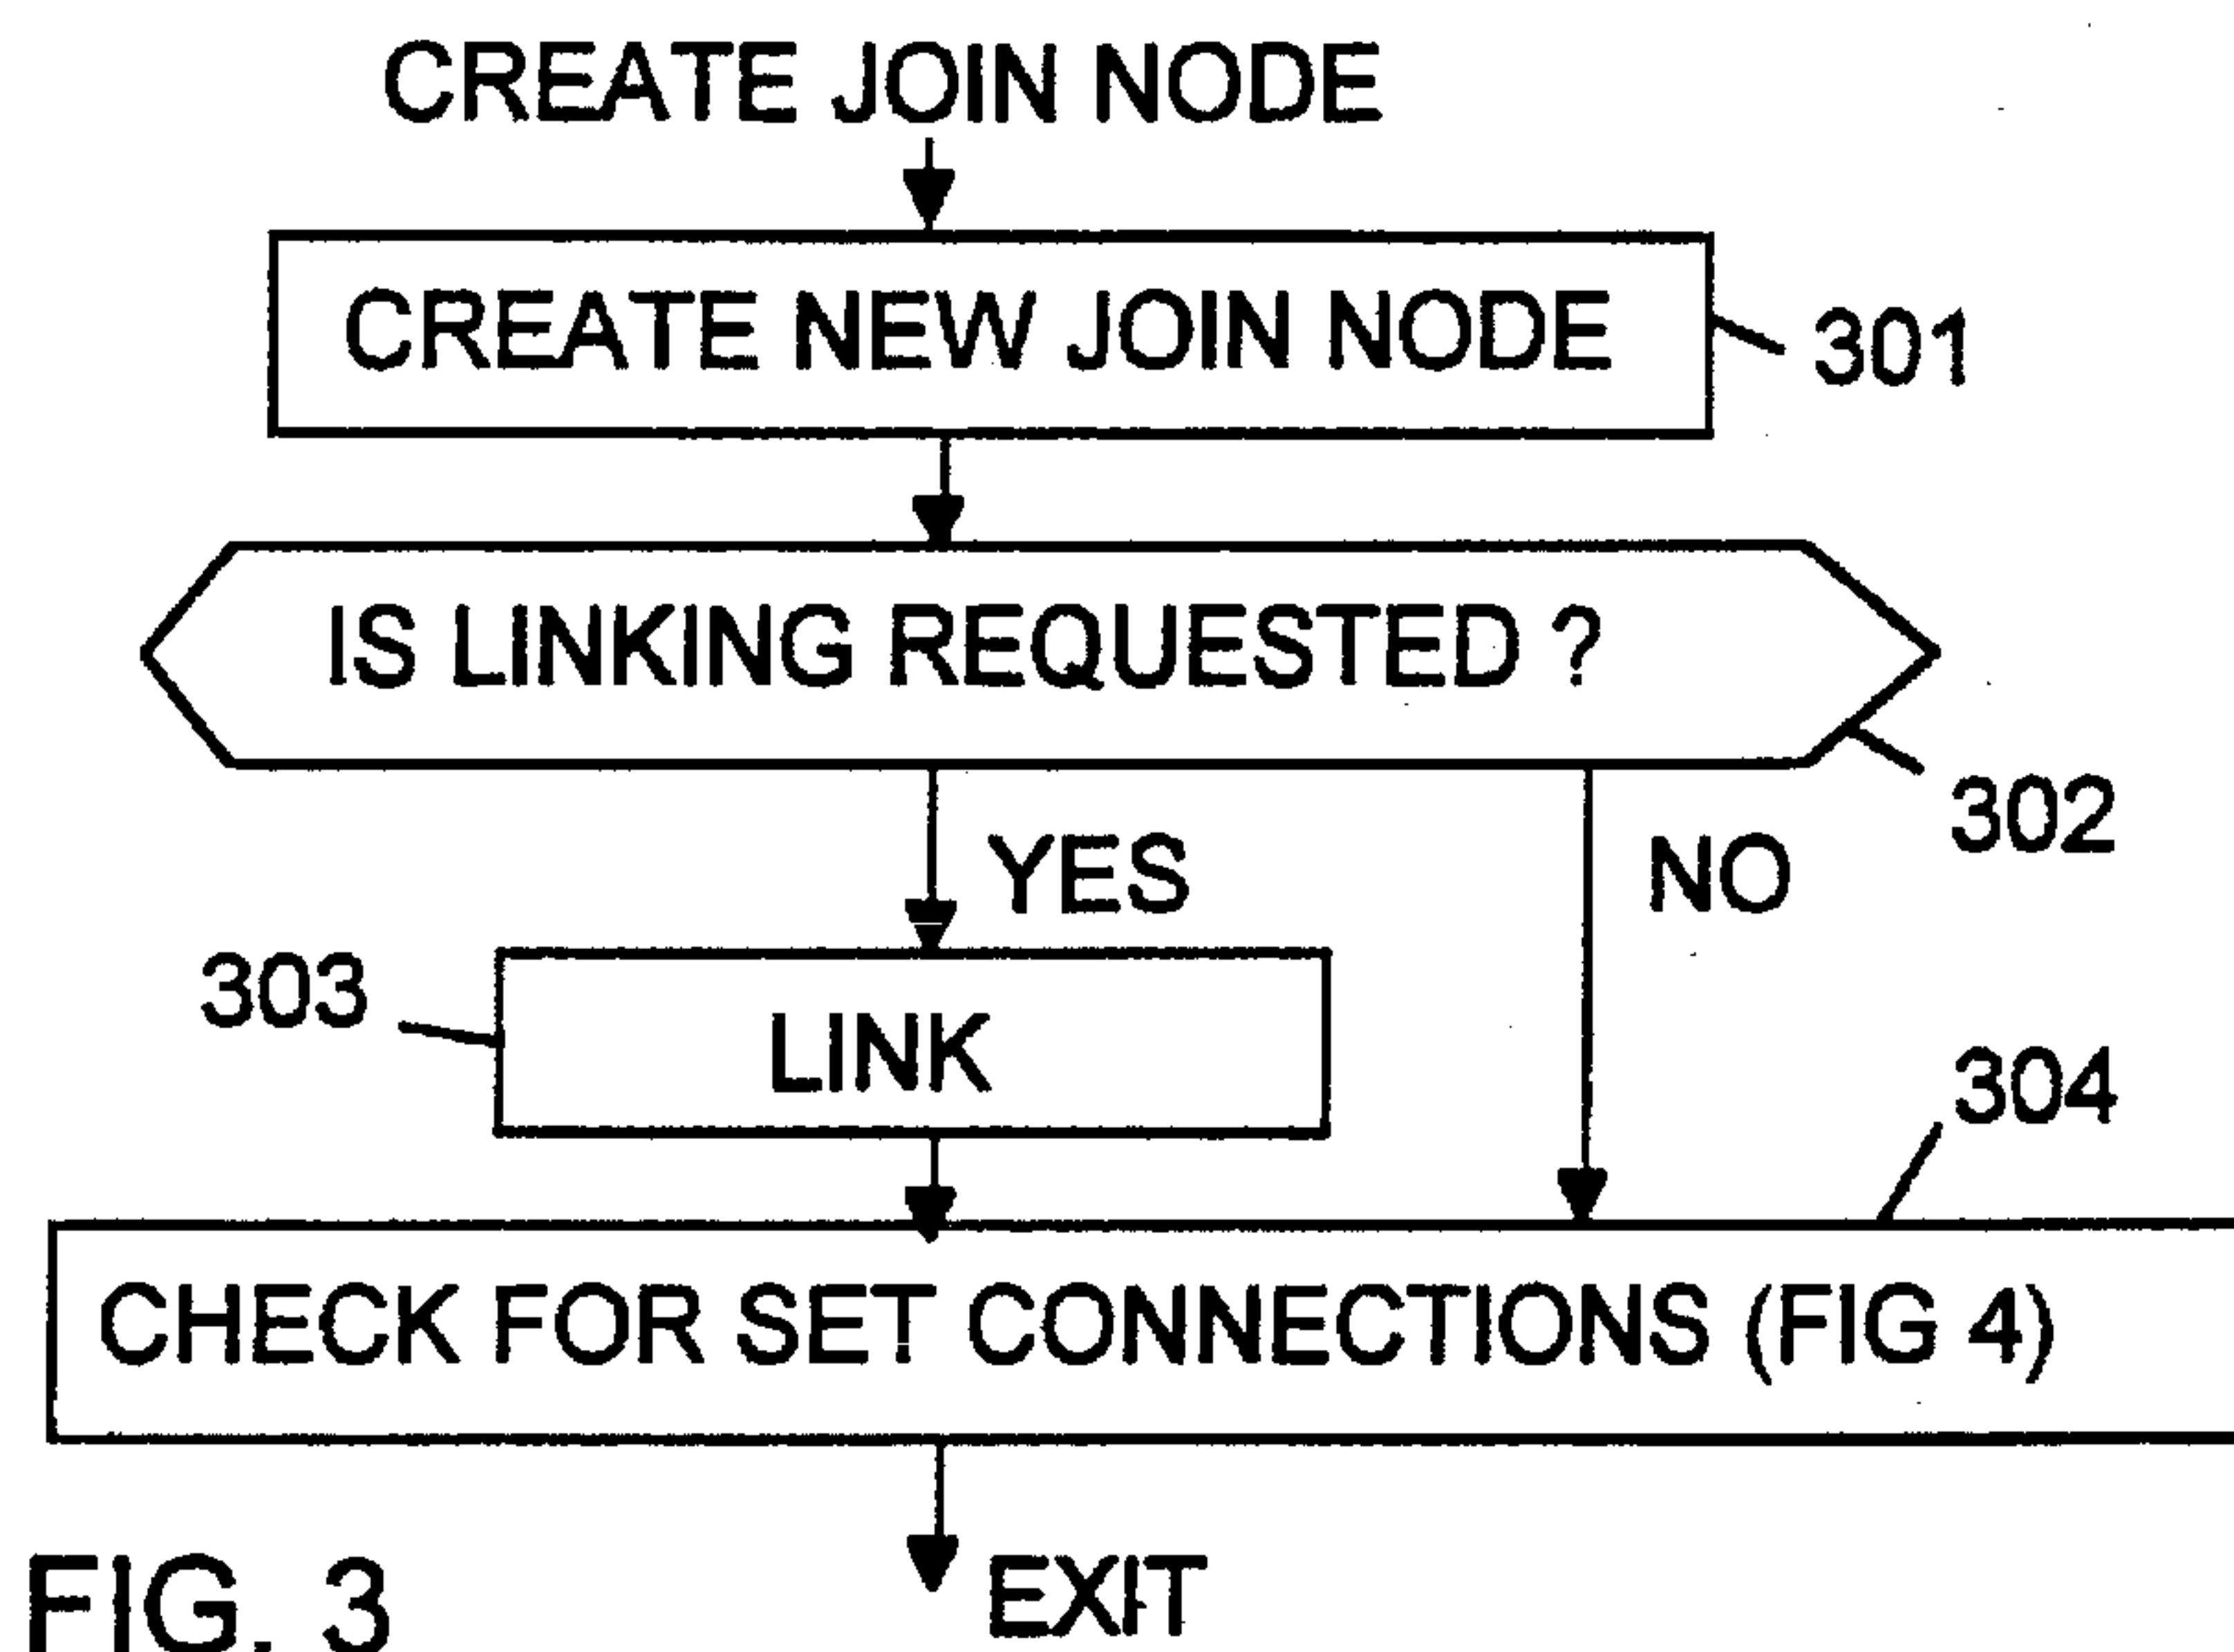 CREATE JOIN NODE
CREATE NEW JOIN NODE
301
IS LINKING REQUESTED ?
302
YES
NO
303
LINK
304
CHECK FOR SET CONNECTIONS (FIG 4)
EXIT
FIG. 3